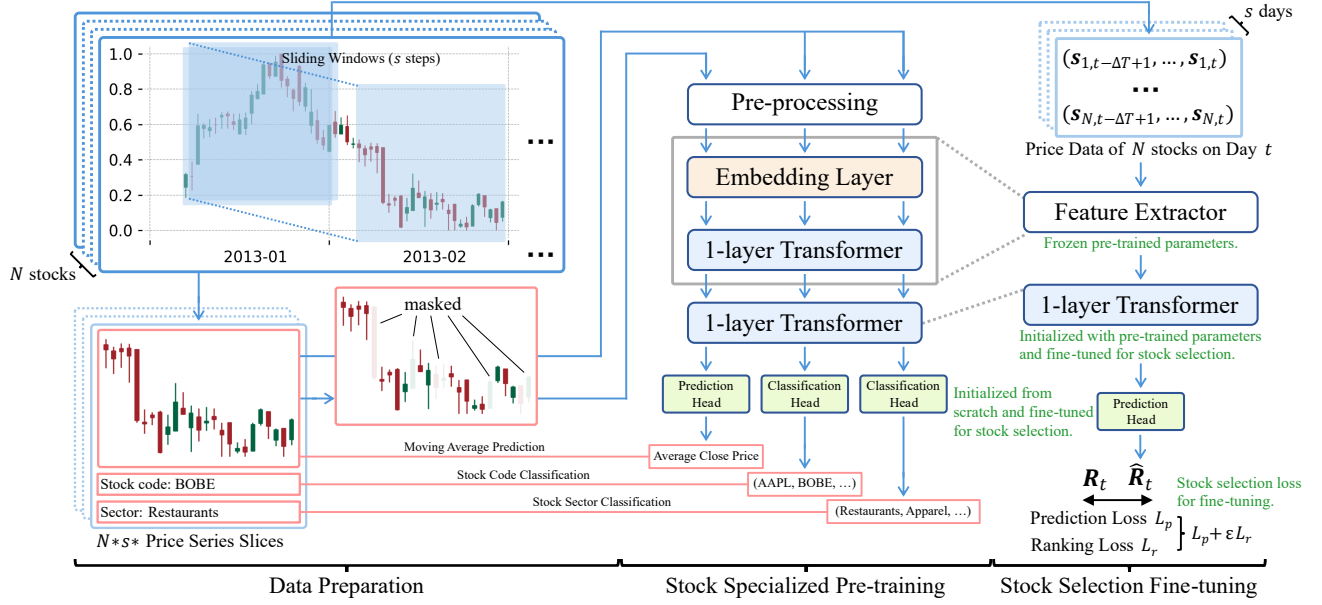 1.0
0.8
0.6
0.4
0.2
0.0
Sliding Windows (s steps)
...
...
2013-01
2013-02
N stocks
masked
Stock code: BOBE
Sector: Restaurants
N∗s∗ Price Series Slices
Moving Average Prediction
Stock Code Classification
Stock Sector Classification
Data Preparation
Pre-processing
Embedding Layer
1-layer Transformer
1-layer Transformer
Prediction
Head
Classification
Head
Classification
Head
Initialized from
scratch and fine-tuned
for stock selection.
Average Close Price
(AAPL, BOBE, …)
(Restaurants, Apparel, …)
Stock Specialized Pre-training
s days
(s_{1,t−ΔT+1}, …, s_{1,t})
...
(s_{N,t−ΔT+1}, …, s_{N,t})
Price Data of N stocks on Day t
Feature Extractor
Frozen pre-trained parameters.
1-layer Transformer
Initialized with pre-trained parameters
and fine-tuned for stock selection.
Prediction
Head
R_t R̂_t
Stock selection loss
for fine-tuning.
Prediction Loss L_p
Ranking Loss L_r
L_p + εL_r
Stock Selection Fine-tuning